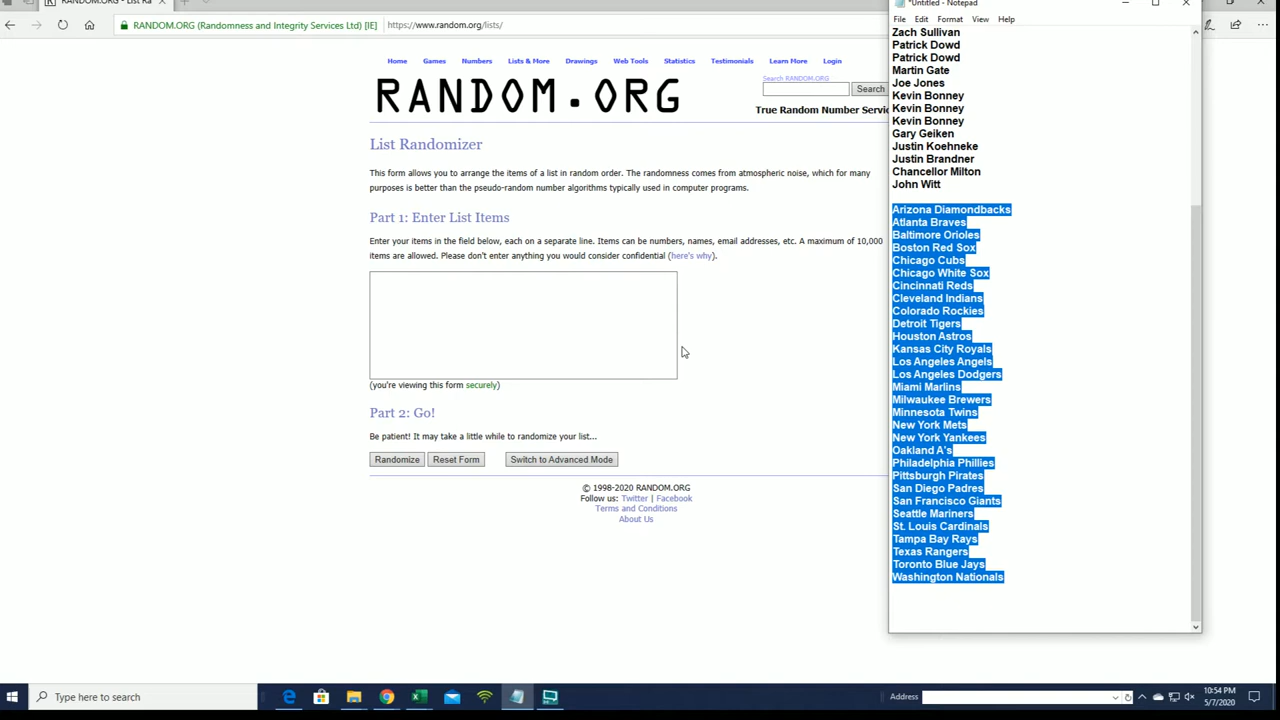 RANDOM.ORG - List Ra
RANDOM.ORG (Randomness and Integrity Services Ltd) [IE]
https://www.random.org/lists/
Home Games Numbers Lists & More Drawings Web Tools Statistics Testimonials Learn More Login
RANDOM.ORG
Search RANDOM.ORG
Search
True Random Number Servic
List Randomizer
This form allows you to arrange the items of a list in random order. The randomness comes from atmospheric noise, which for many
purposes is better than the pseudo-random number algorithms typically used in computer programs.
Part 1: Enter List Items
Enter your items in the field below, each on a separate line. Items can be numbers, names, email addresses, etc. A maximum of 10,000
items are allowed. Please don't enter anything you would consider confidential (here's why).
(you're viewing this form securely)
Part 2: Go!
Be patient! It may take a little while to randomize your list...
Randomize Reset Form Switch to Advanced Mode
© 1998-2020 RANDOM.ORG
Follow us: Twitter | Facebook
Terms and Conditions
About Us
*Untitled - Notepad
File Edit Format View Help
Zach Sullivan
Patrick Dowd
Patrick Dowd
Martin Gate
Joe Jones
Kevin Bonney
Kevin Bonney
Kevin Bonney
Gary Geiken
Justin Koehneke
Justin Brandner
Chancellor Milton
John Witt
Arizona Diamondbacks
Atlanta Braves
Baltimore Orioles
Boston Red Sox
Chicago Cubs
Chicago White Sox
Cincinnati Reds
Cleveland Indians
Colorado Rockies
Detroit Tigers
Houston Astros
Kansas City Royals
Los Angeles Angels
Los Angeles Dodgers
Miami Marlins
Milwaukee Brewers
Minnesota Twins
New York Mets
New York Yankees
Oakland A's
Philadelphia Phillies
Pittsburgh Pirates
San Diego Padres
San Francisco Giants
Seattle Mariners
St. Louis Cardinals
Tampa Bay Rays
Texas Rangers
Toronto Blue Jays
Washington Nationals
Type here to search
Address
10:54 PM
5/7/2020